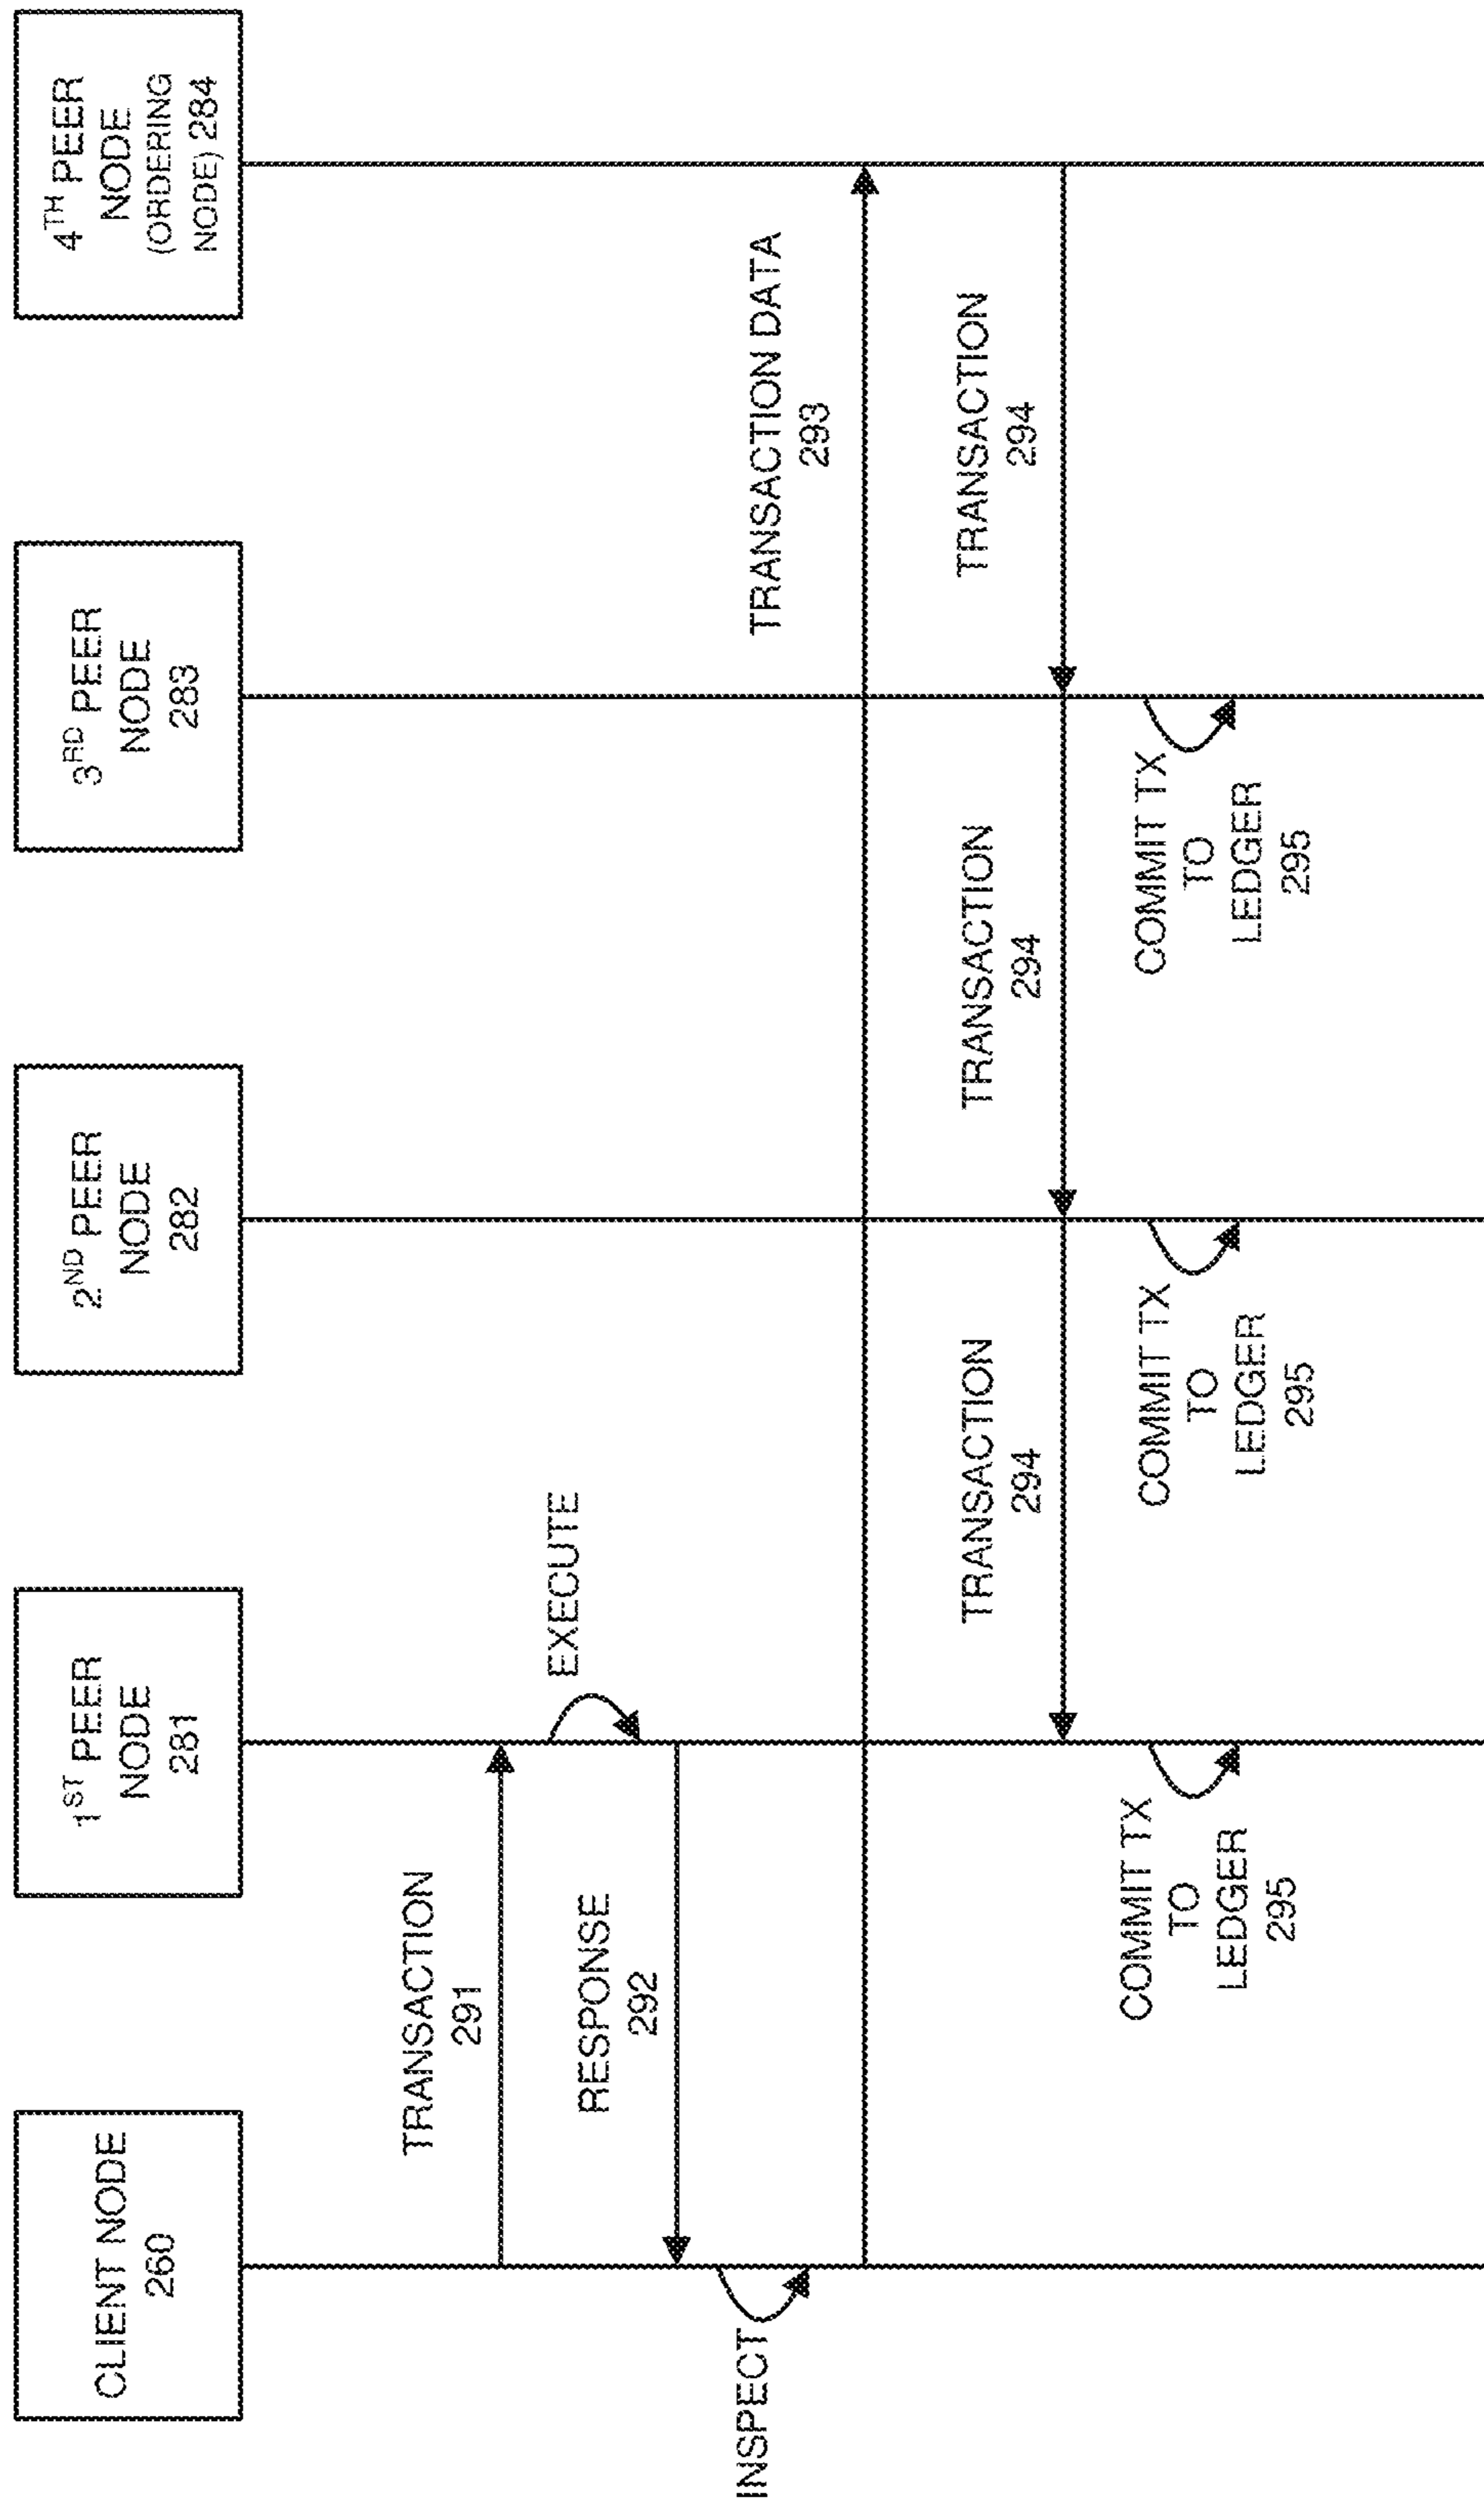 CLIENT NODE
260
1ST PEER
NODE
281
2ND PEER
NODE
282
3RD PEER
NODE
283
4TH PEER
NODE
(ORDERING
NODE) 284
TRANSACTION
291
EXECUTE
RESPONSE
292
INSPECT
TRANSACTION DATA
293
TRANSACTION
294
TRANSACTION
294
TRANSACTION
294
COMMIT TX
TO
LEDGER
295
COMMIT TX
TO
LEDGER
295
COMMIT TX
TO
LEDGER
295